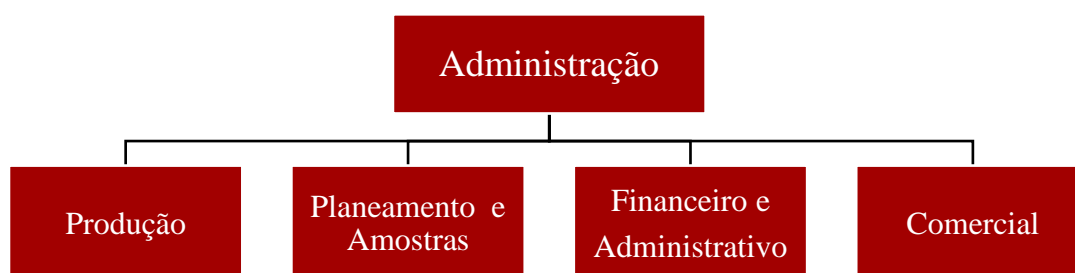 Administração
Produção
Planeamento e
Amostras
Financeiro e
Administrativo
Comercial